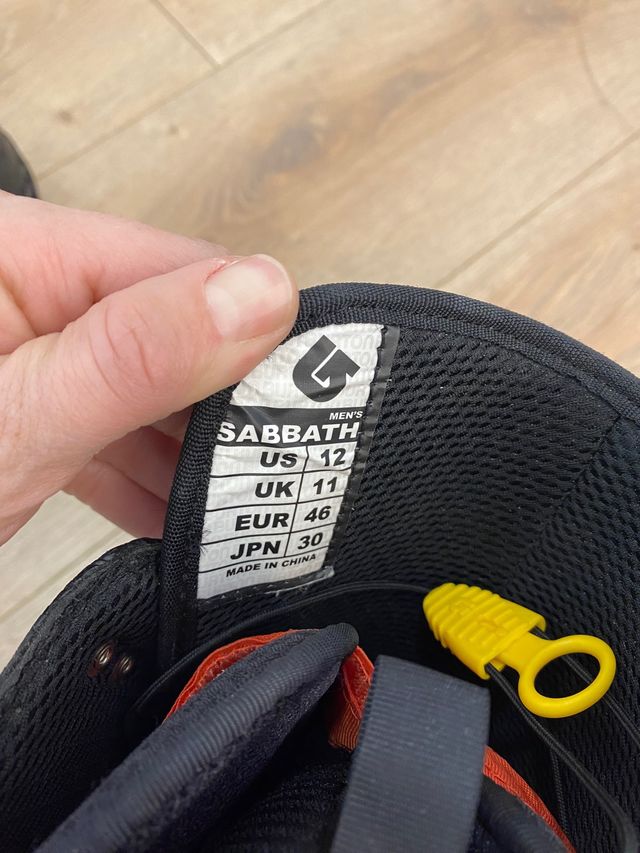 MEN'S
SABBATH
US 12
UK 11
EUR 46
JPN 30
MADE IN CHINA